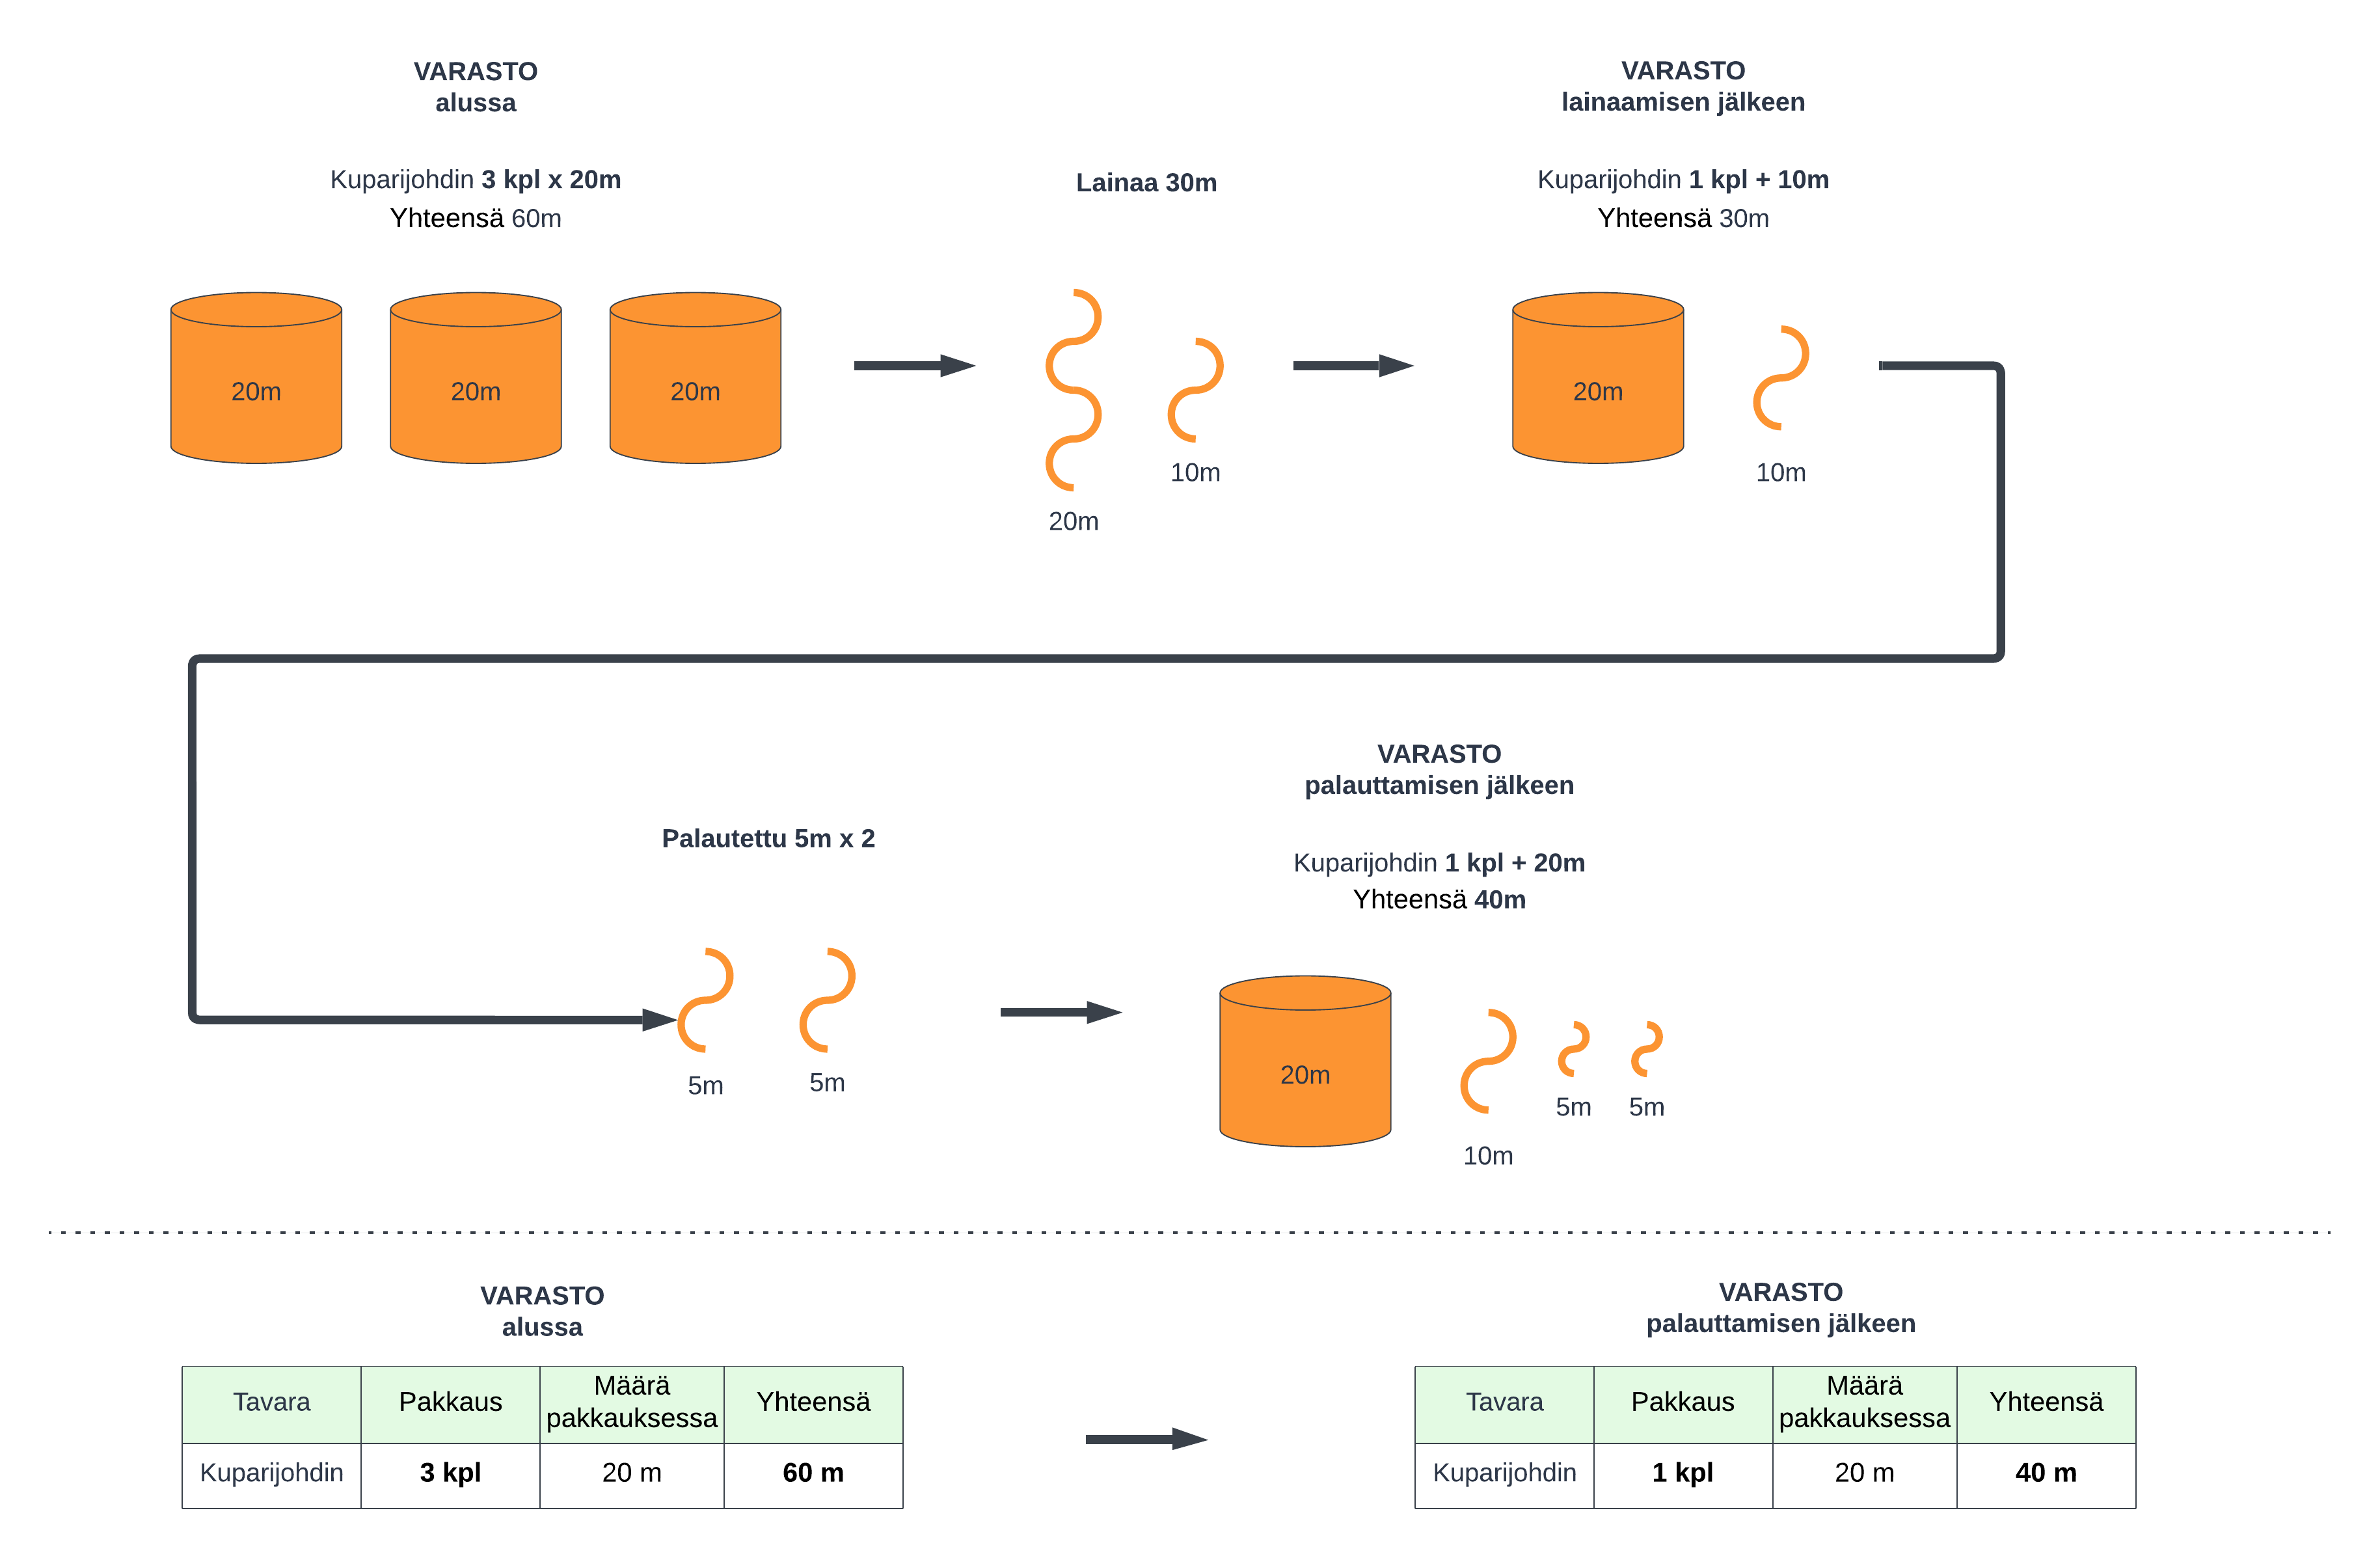 VARASTO
alussa
Kuparijohdin 3 kpl x 20m
Yhteensä 60m
20m
20m
20m
Lainaa 30m
20m
10m
VARASTO
lainaamisen jälkeen
Kuparijohdin 1 kpl + 10m
Yhteensä 30m
20m
10m
Palautettu 5m x 2
5m
5m
VARASTO
palauttamisen jälkeen
Kuparijohdin 1 kpl + 20m
Yhteensä 40m
20m
10m
5m
5m
VARASTO
alussa
Tavara
Pakkaus
Määrä
pakkauksessa
Yhteensä
Kuparijohdin
3 kpl
20 m
60 m
VARASTO
palauttamisen jälkeen
Tavara
Pakkaus
Määrä
pakkauksessa
Yhteensä
Kuparijohdin
1 kpl
20 m
40 m